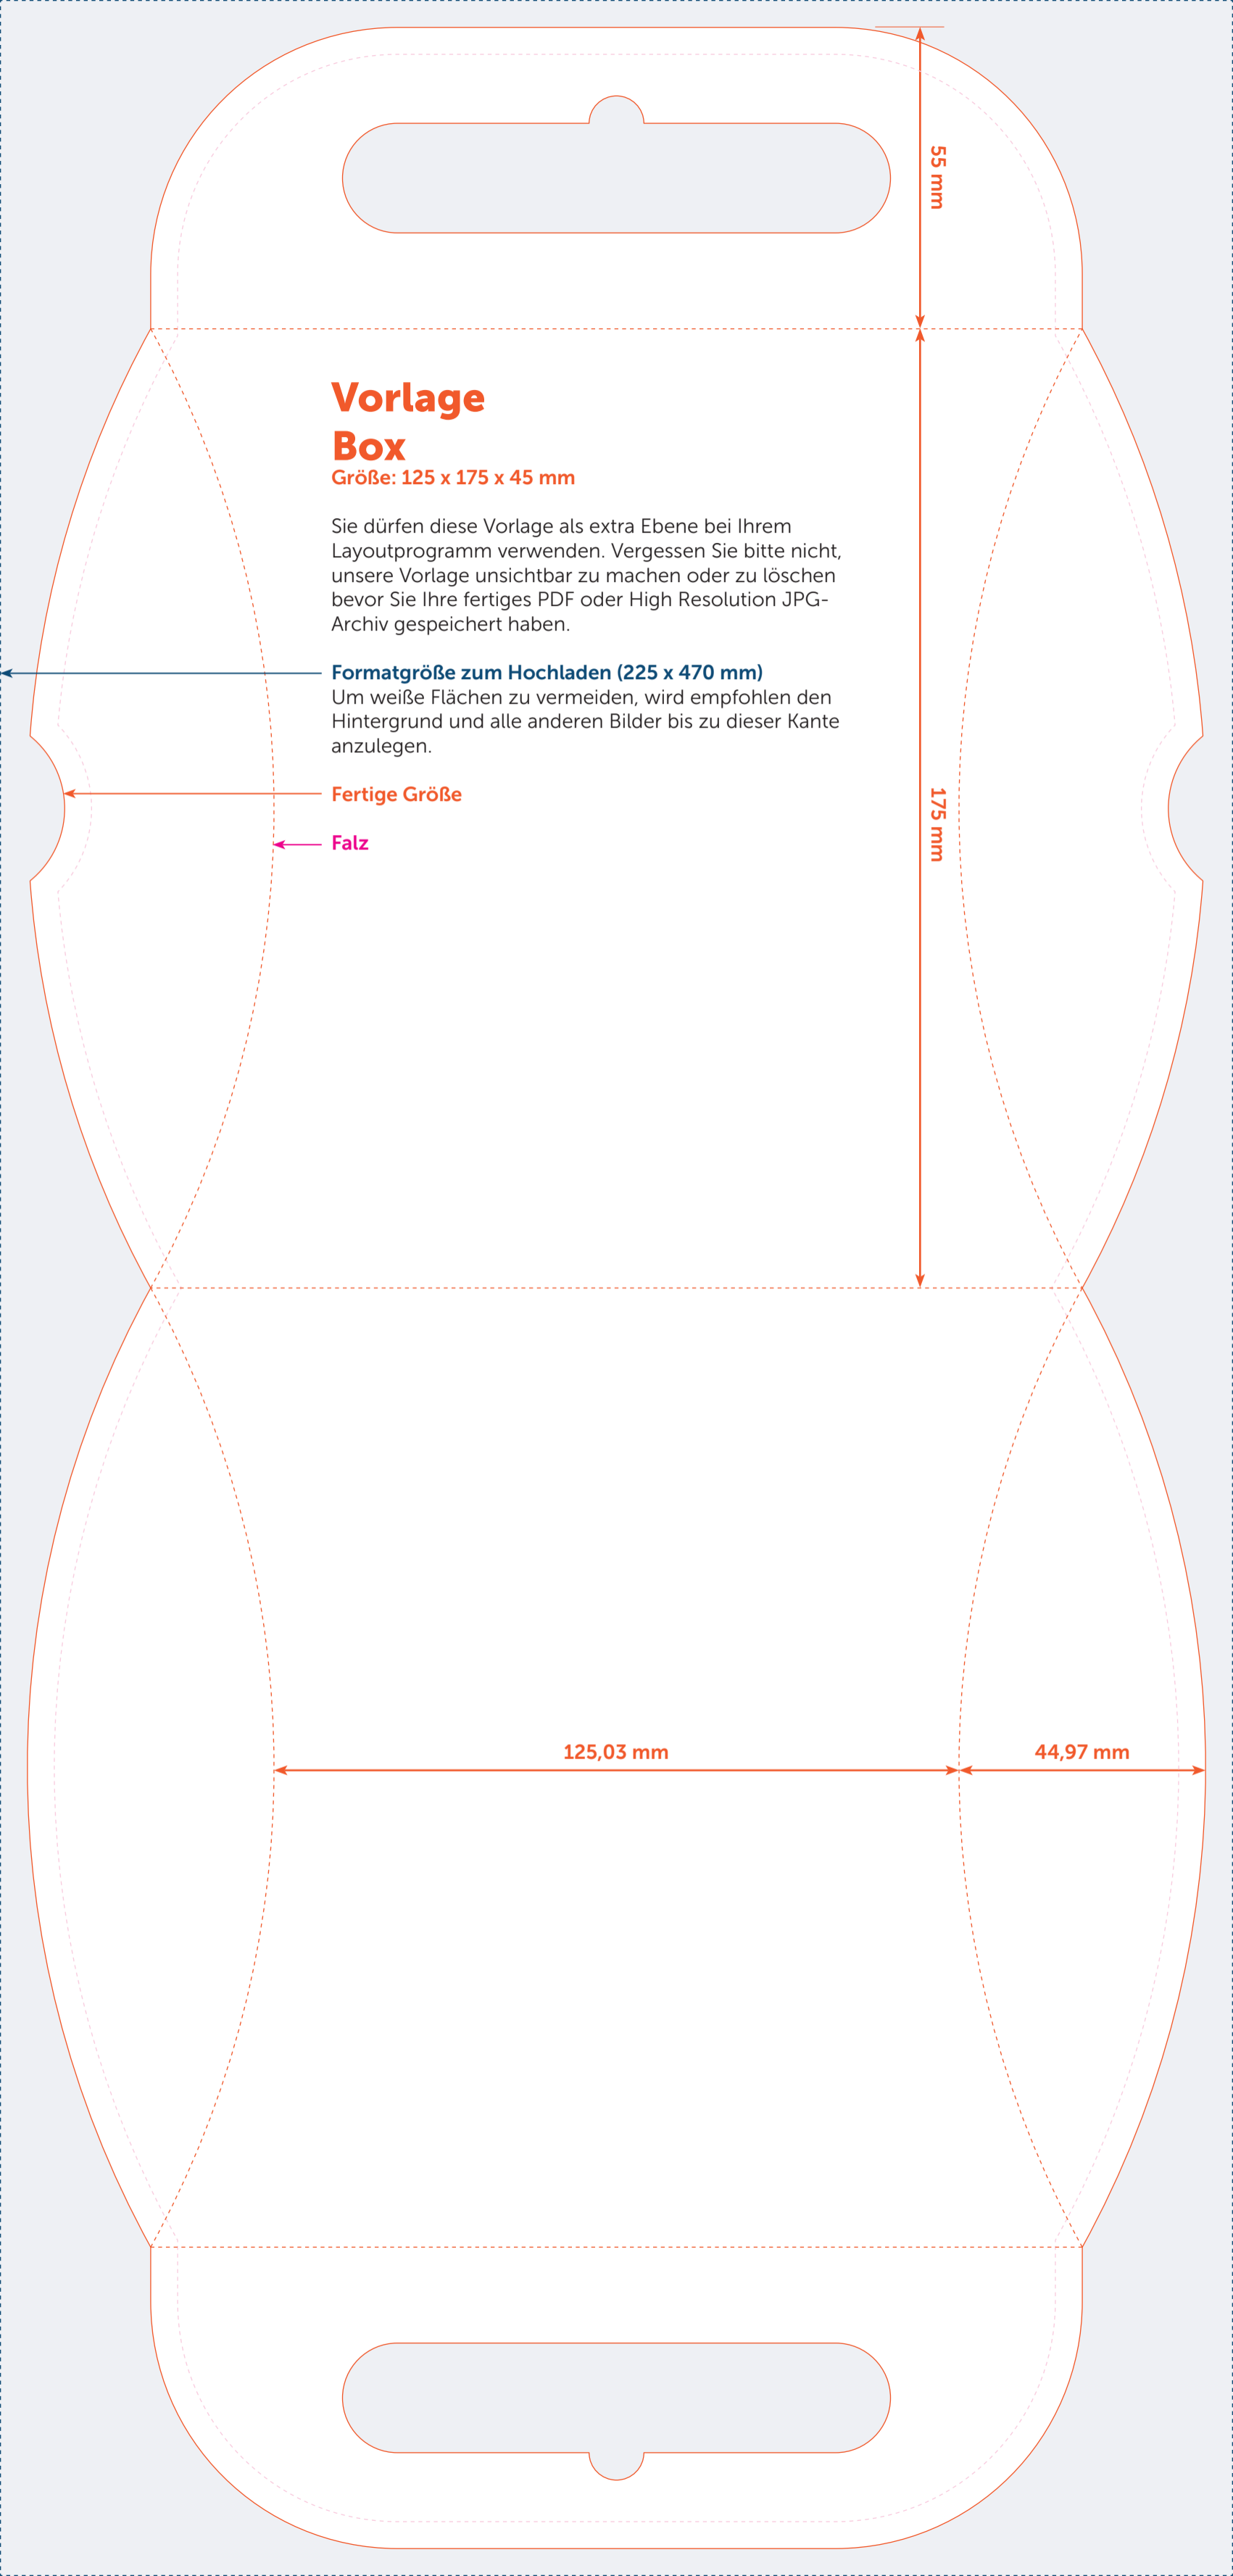 55 mm
Vorlage
Box
Größe: 125 x 175 x 45 mm
Sie dürfen diese Vorlage als extra Ebene bei Ihrem
Layoutprogramm verwenden. Vergessen Sie bitte nicht,
unsere Vorlage unsichtbar zu machen oder zu löschen
bevor Sie Ihre fertiges PDF oder High Resolution JPG-
Archiv gespeichert haben.
Formatgröße zum Hochladen (225 x 470 mm)
Um weiße Flächen zu vermeiden, wird empfohlen den
Hintergrund und alle anderen Bilder bis zu dieser Kante
anzulegen.
Fertige Größe
175 mm
Falz
125,03 mm
44,97 mm